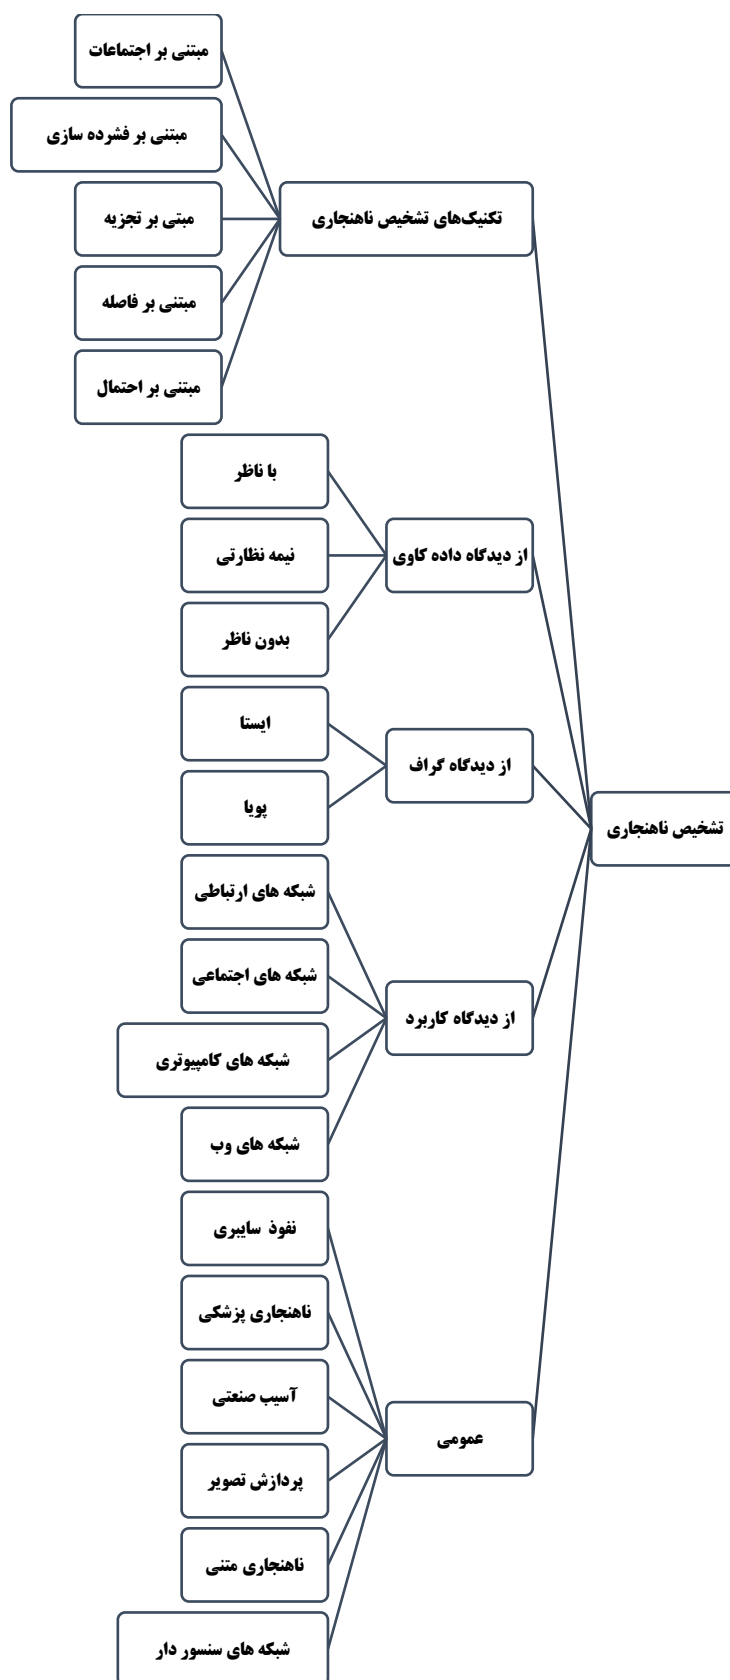 مبتنی بر اجتماعات
مبتنی بر فشرده سازی
تکنیک‌های تشخیص ناهنجاری
مبتی بر تجزیه
مبتنی بر فاصله
مبتنی بر احتمال
با ناظر
از دیدگاه داده کاوی
نیمه نظارتی
بدون ناظر
ایستا
از دیدگاه گراف
پویا
تشخیص ناهنجاری
شبکه های ارتباطی
شبکه های اجتماعی
از دیدگاه کاربرد
شبکه های کامپیوتری
شبکه های وب
نفوذ سایبری
ناهنجاری پزشکی
آسیب صنعتی
عمومی
پردازش تصویر
ناهنجاری متنی
شبکه های سنسور دار